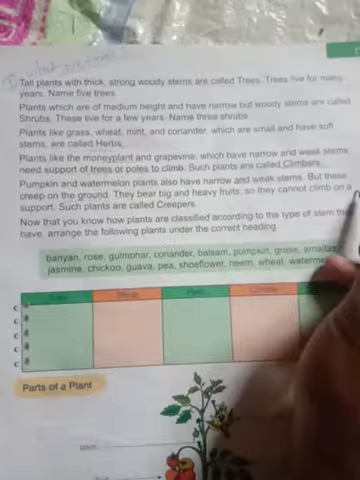 Tall plants with thick, strong woody stems are called Trees. Trees live for many
years. Name five trees.
Plants which are of medium height and have narrow but woody stems are called
Shrubs. These live for a few years. Name three shrubs.
Plants like grass, wheat, mint, and coriander, which are small and have soft
stems, are called Herbs.
Plants like the moneyplant and grapevine, which have narrow and weak stems
need support of trees or poles to climb. Such plants are called Climbers.
Pumpkin and watermelon plants also have narrow and weak stems. But these
creep on the ground. They bear big and heavy fruits, so they cannot climb on a
support. Such plants are called Creepers.
Now that you know how plants are classified according to the type of stem they
have, arrange the following plants under the correct heading.
banyan, rose, gulmohar, coriander, balsam, pumpkin, grass, amaltas
jasmine, chickoo, guava, pea, shoeflower, neem, wheat,
Parts of a Plant